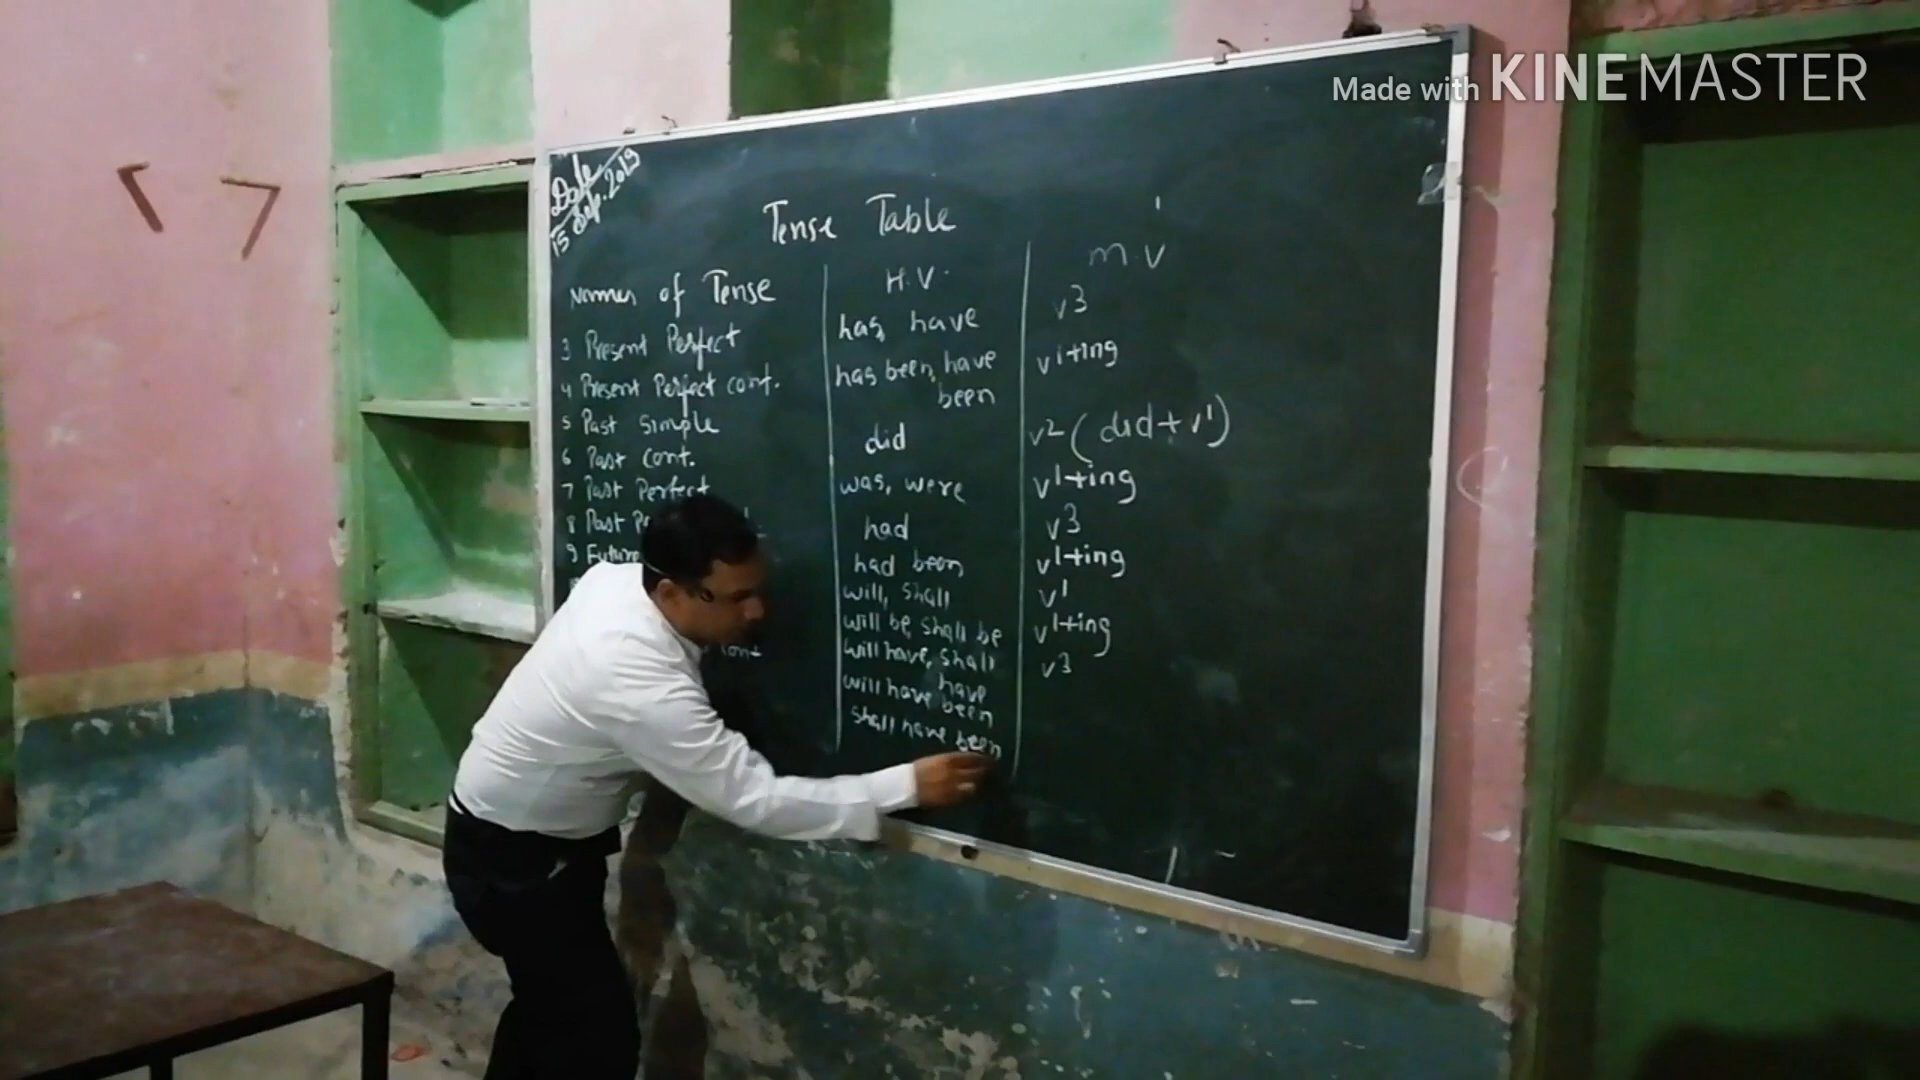 Made with KINEMASTER
Date
15 Sep. 2019
Tense Table
Names of Tense H.V. m.v
3 Present Perfect has, have v3
4 Present Perfect cont. has been, have been v1+ing
5 Past Simple did v2 (did+v1)
6 Past cont. was, were v1+ing
7 Past Perfect had v3
8 Past had been v1+ing
9 Future will, shall v1
will be, shall be v1+ing
cont will have, shall have v3
will have been
shall have been